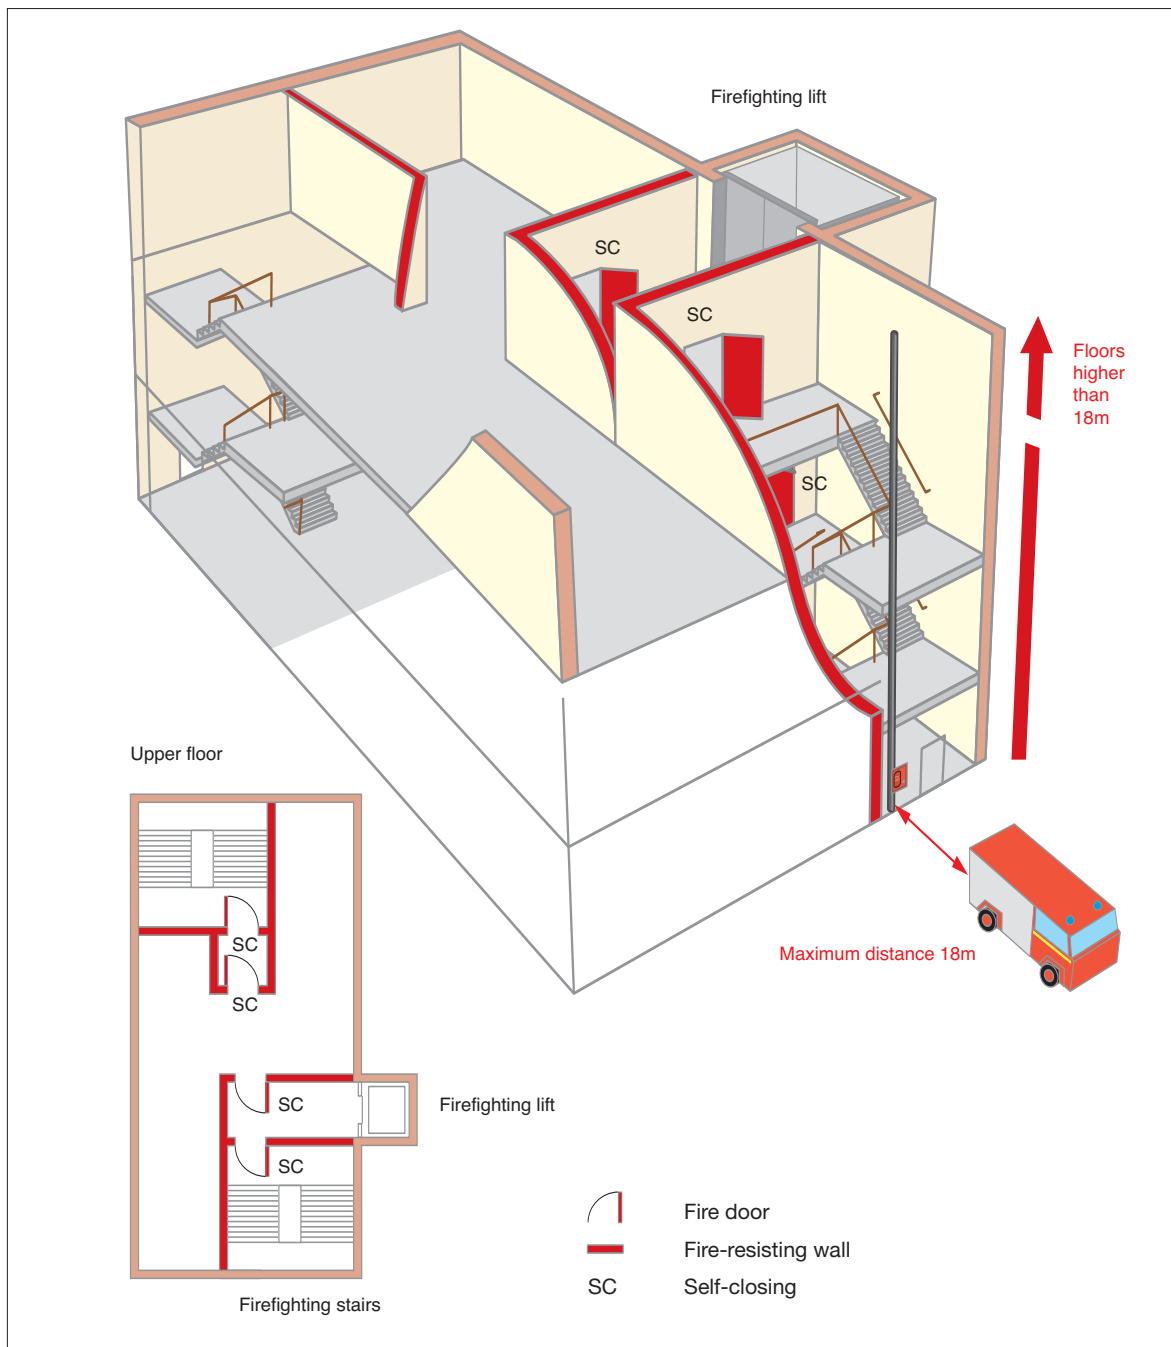 Firefighting lift
SC
SC
Floors
higher
than
18m
SC
Upper floor
Maximum distance 18m
SC
SC
SC
Firefighting lift
SC
Fire door
Fire-resisting wall
SC Self-closing
Firefighting stairs